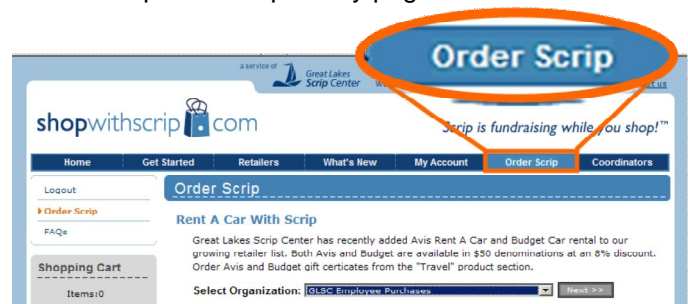 Order Scrip
a service of Great Lakes Scrip Center
us
shopwithscrip com
Scrip is fundraising while you shop!™
Home Get Started Retailers What's New My Account Order Scrip Coordinators
Logout
Order Scrip
FAQs
Shopping Cart
Items:0
Order Scrip
Rent A Car With Scrip
Great Lakes Scrip Center has recently added Avis Rent A Car and Budget Car rental to our
growing retailer list. Both Avis and Budget are available in $50 denominations at an 8% discount.
Order Avis and Budget gift certicates from the "Travel" product section.
Select Organization: GLSC Employee Purchases Next >>